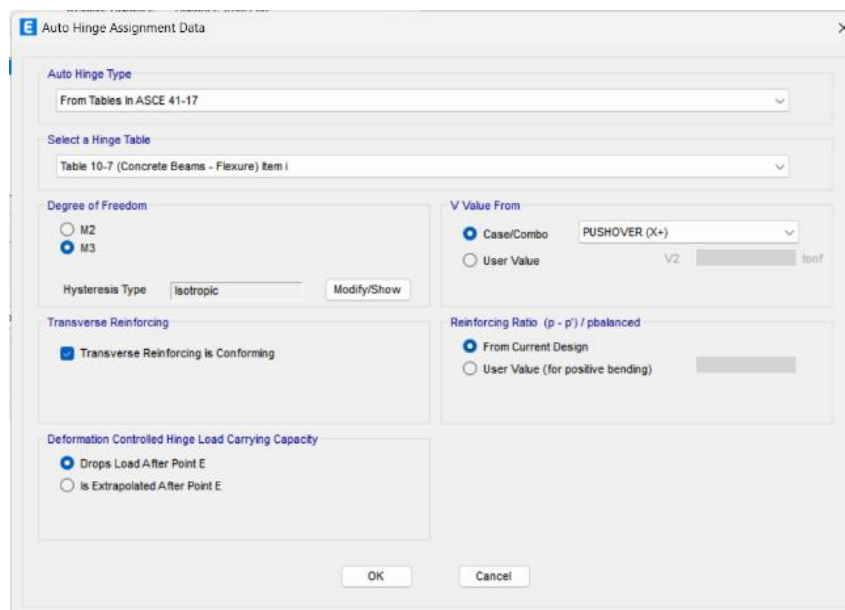 E Auto Hinge Assignment Data
Auto Hinge Type
From Tables In ASCE 41-17
Select a Hinge Table
Table 10-7 (Concrete Beams - Flexure) Item i
Degree of Freedom
M2
M3
Hysteresis Type Isotropic Modify/Show
V Value From
Case/Combo PUSHOVER (X+)
User Value V2 tonf
Transverse Reinforcing
Transverse Reinforcing is Conforming
Reinforcing Ratio (p - p') / pbalanced
From Current Design
User Value (for positive bending)
Deformation Controlled Hinge Load Carrying Capacity
Drops Load After Point E
Is Extrapolated After Point E
OK Cancel